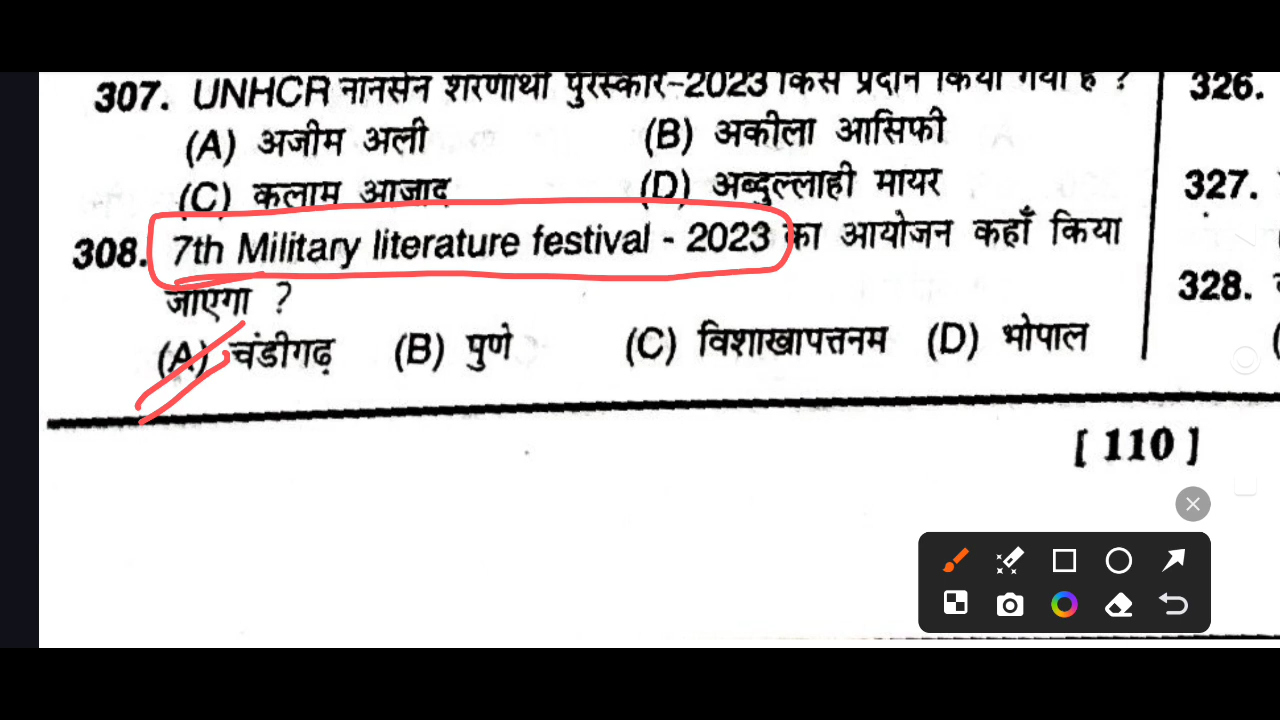 307. UNHCR नानसेन शरणार्थी पुरस्कार-2023 किसे प्रदान किया गया है ?
(A) अजीम अली (B) अकीला आसिफी
(C) कलाम आजाद (D) अब्दुल्लाही मायर
308. 7th Military literature festival - 2023 का आयोजन कहाँ किया
जाएगा ?
(A) चंडीगढ़ (B) पुणे (C) विशाखापत्तनम (D) भोपाल
[ 110 ]
326.
327.
328.